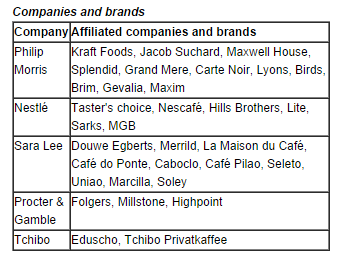 Companies and brands
Company Affiliated companies and brands
Philip Morris Kraft Foods, Jacob Suchard, Maxwell House,
Splendid, Grand Mere, Carte Noir, Lyons, Birds,
Brim, Gevalia, Maxim
Nestlé Taster's choice, Nescafé, Hills Brothers, Lite,
Sarks, MGB
Sara Lee Douwe Egberts, Merrild, La Maison du Café,
Café do Ponte, Caboclo, Café Pilao, Seleto,
Uniao, Marcilla, Soley
Procter & Gamble Folgers, Millstone, Highpoint
Tchibo Eduscho, Tchibo Privatkaffee